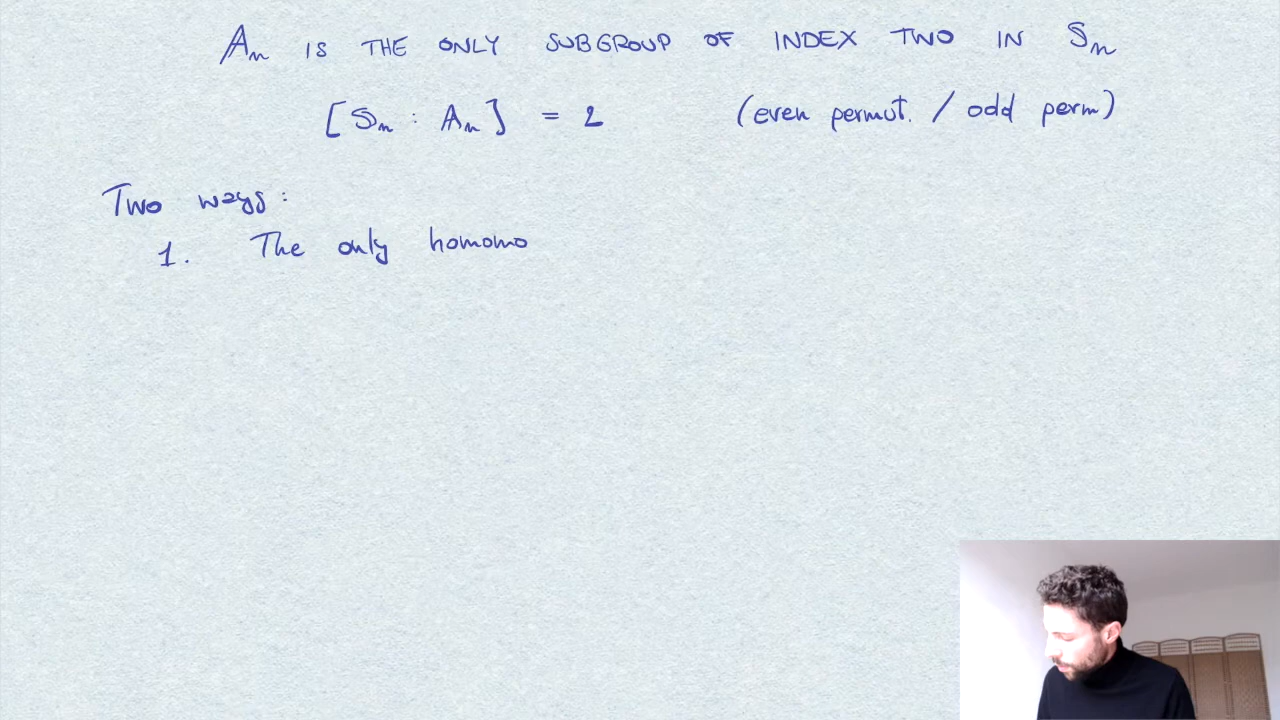 An IS THE ONLY SUBGROUP OF INDEX TWO IN Sn
[Sn : An] = 2 (even permut. / odd perm)
Two ways:
1. The only homomo